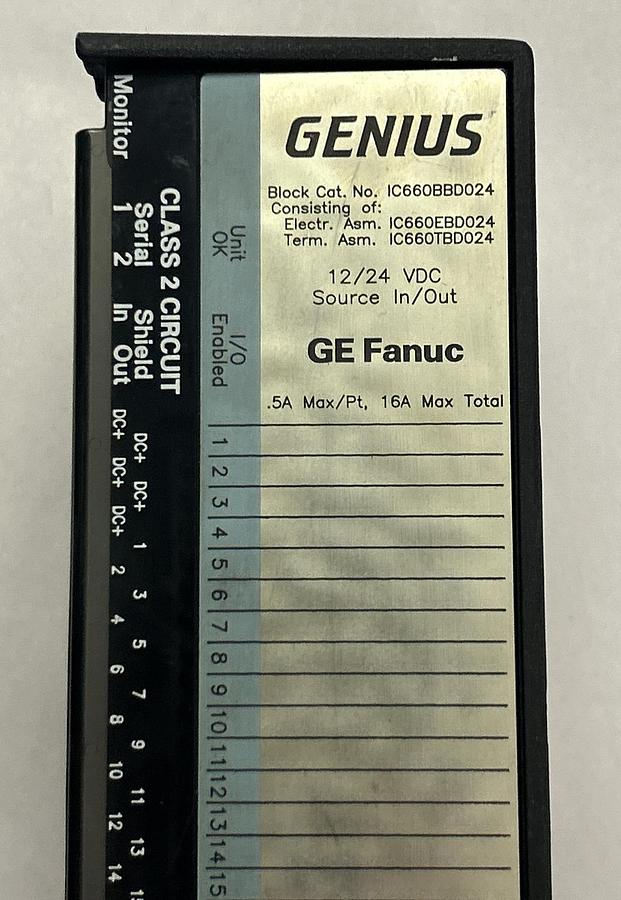 GENIUS
Block Cat. No. IC660BBD024
Consisting of:
Electr. Asm. IC660EBD024
Term. Asm. IC660TBD024
12/24 VDC
Source In/Out
GE Fanuc
.5A Max/Pt, 16A Max Total
Unit
OK
I/O
Enabled
1
2
3
4
5
6
7
8
9
10
11
12
13
14
15
CLASS 2 CIRCUIT
Monitor
Serial
1 2
Shield
In Out
DC+ DC+ 1 3 5 7 9 11 13
DC+ DC+ DC+ 2 4 6 8 10 12 14